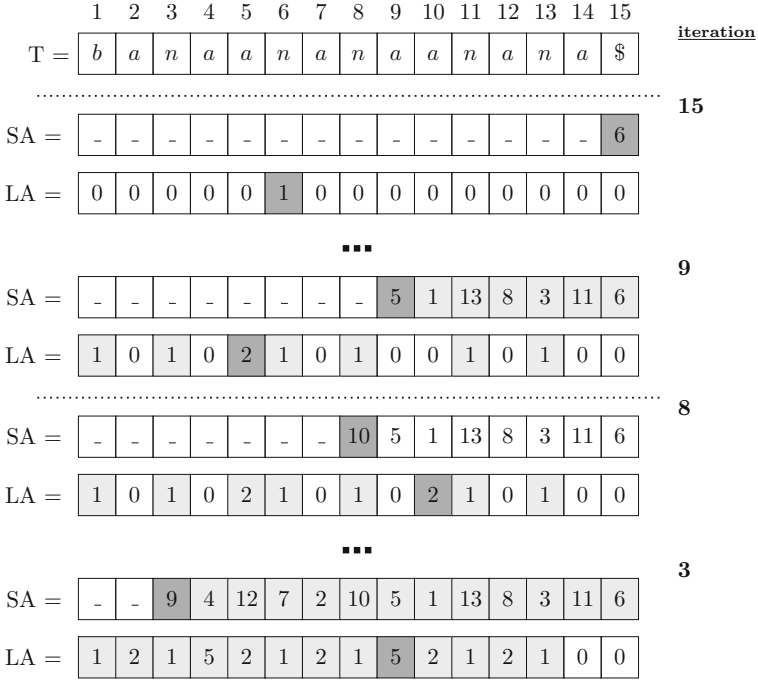 1 2 3 4 5 6 7 8 9 10 11 12 13 14 15
iteration
T = b a n a a n a n a a n a n a $
15
SA = _ _ _ _ _ _ _ _ _ _ _ _ _ _ 6
LA = 0 0 0 0 0 1 0 0 0 0 0 0 0 0 0
...
9
SA = _ _ _ _ _ _ _ _ 5 1 13 8 3 11 6
LA = 1 0 1 0 2 1 0 1 0 0 1 0 1 0 0
8
SA = _ _ _ _ _ _ _ 10 5 1 13 8 3 11 6
LA = 1 0 1 0 2 1 0 1 0 2 1 0 1 0 0
...
3
SA = _ _ 9 4 12 7 2 10 5 1 13 8 3 11 6
LA = 1 2 1 5 2 1 2 1 5 2 1 2 1 0 0